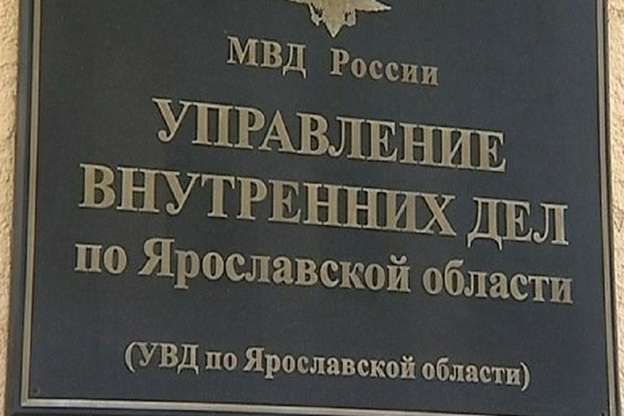 МВД России
УПРАВЛЕНИЕ
ВНУТРЕННИХ ДЕЛ
по Ярославской области
(УВД по Ярославской области)